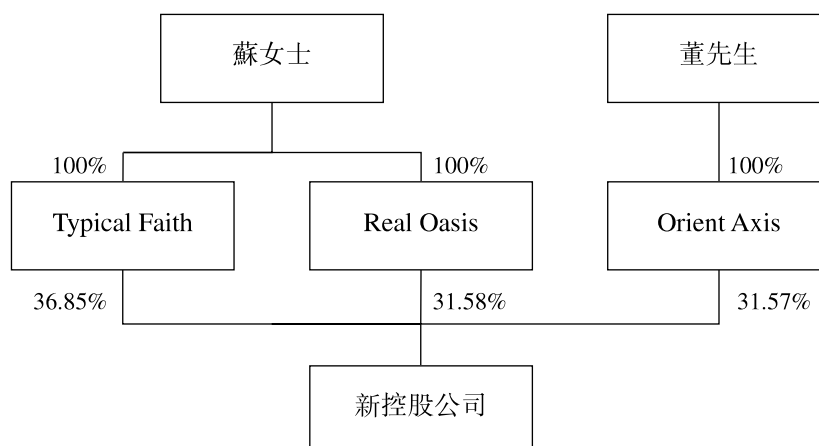 蘇女士
董先生
100%
100%
100%
Typical Faith
Real Oasis
Orient Axis
36.85%
31.58%
31.57%
新控股公司